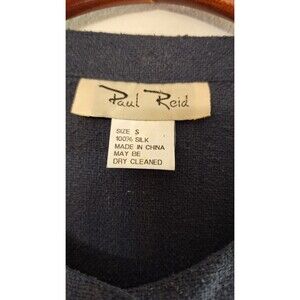 Paul Reid
SIZE S
100% SILK
MADE IN CHINA
MAY BE
DRY CLEANED